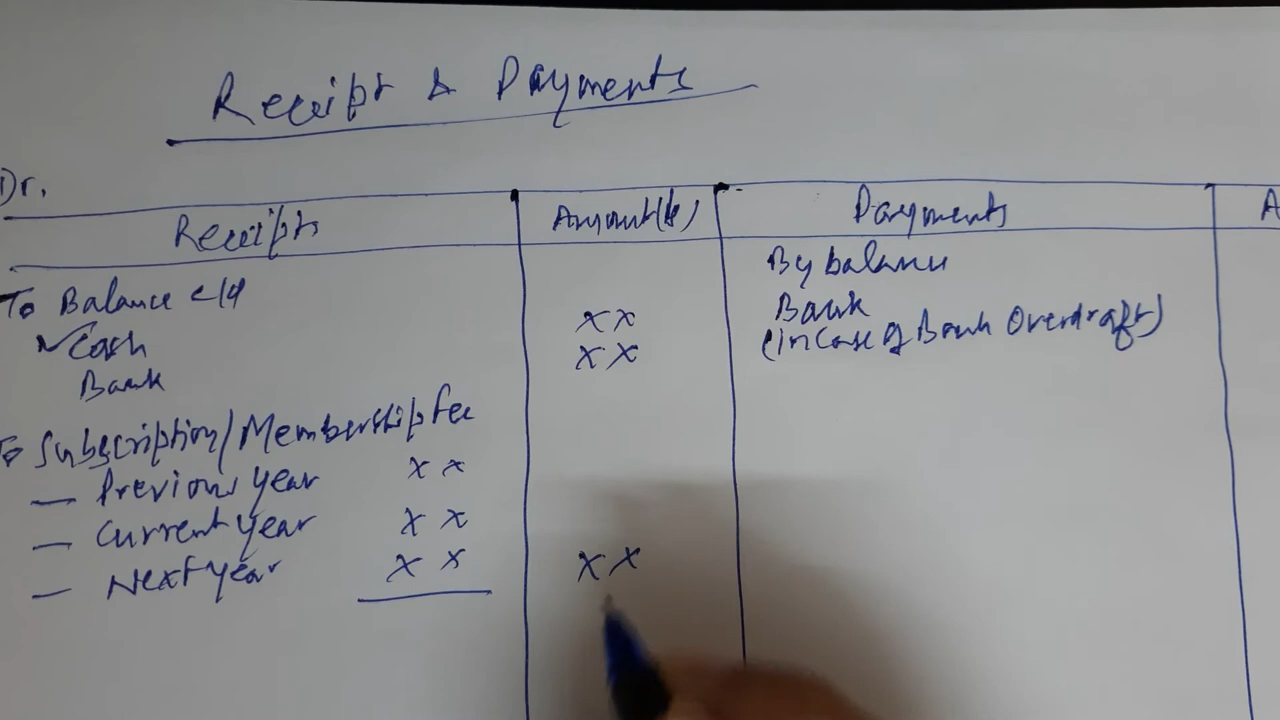 Receipt & Payments
Dr.
Receipts Amount(₹) Payments A
To Balance c/d By balance
Cash xx Bank
Bank xx (in Case of Bank Overdraft)
To Subscription/Membership fee
— Previous year xx
— Current year xx
— Next year xx xx